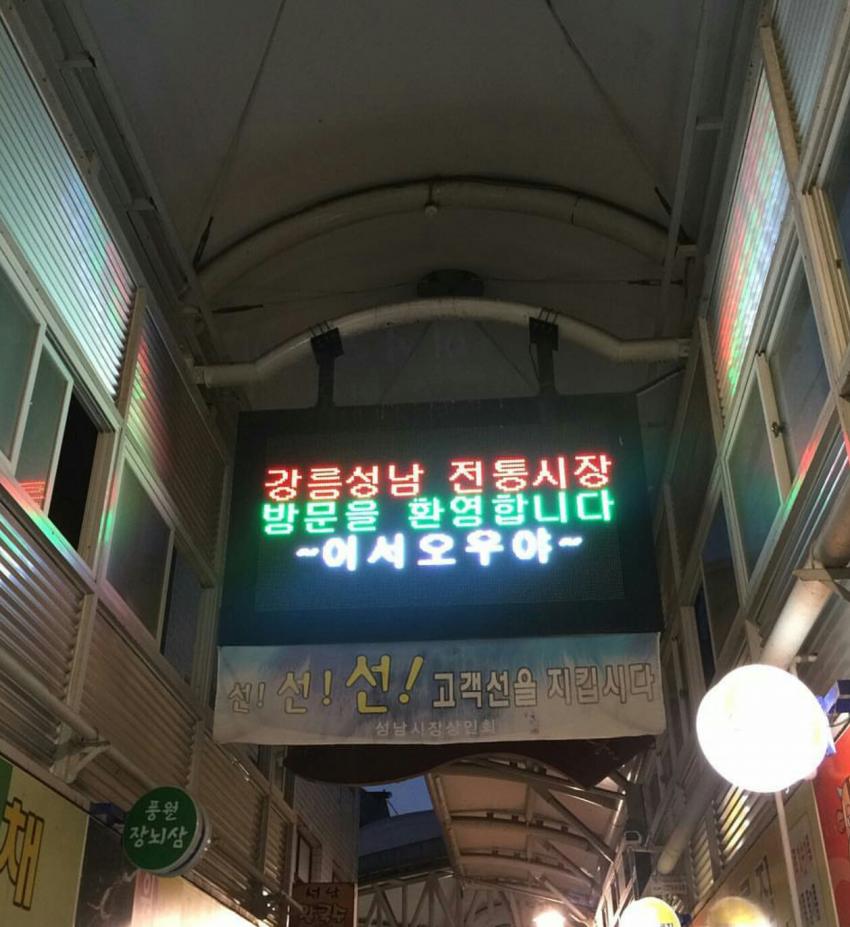 강릉성남 전통시장
방문을 환영합니다
~어서오우야~
선! 선! 선! 고객선을 지킵시다
성남시장상인회
풍원
장뇌삼
채
성남